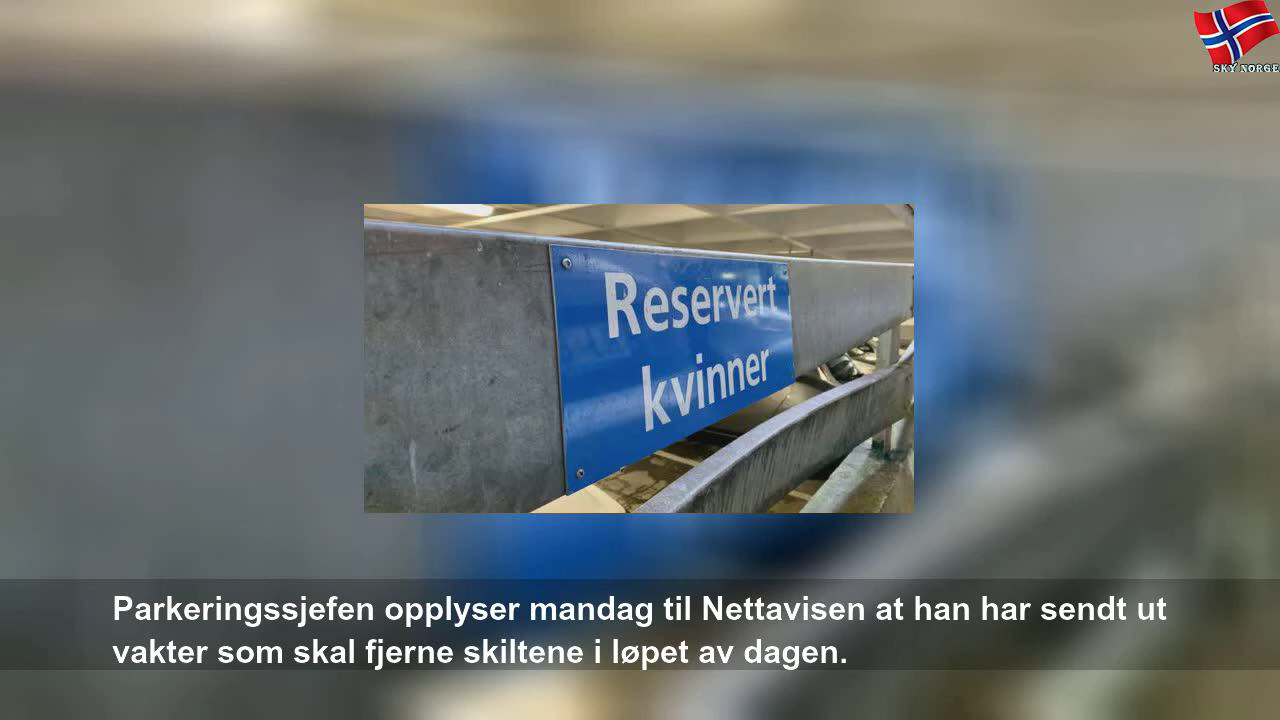 SKY NORGE
Reservert
kvinner
Parkeringssjefen opplyser mandag til Nettavisen at han har sendt ut
vakter som skal fjerne skiltene i løpet av dagen.